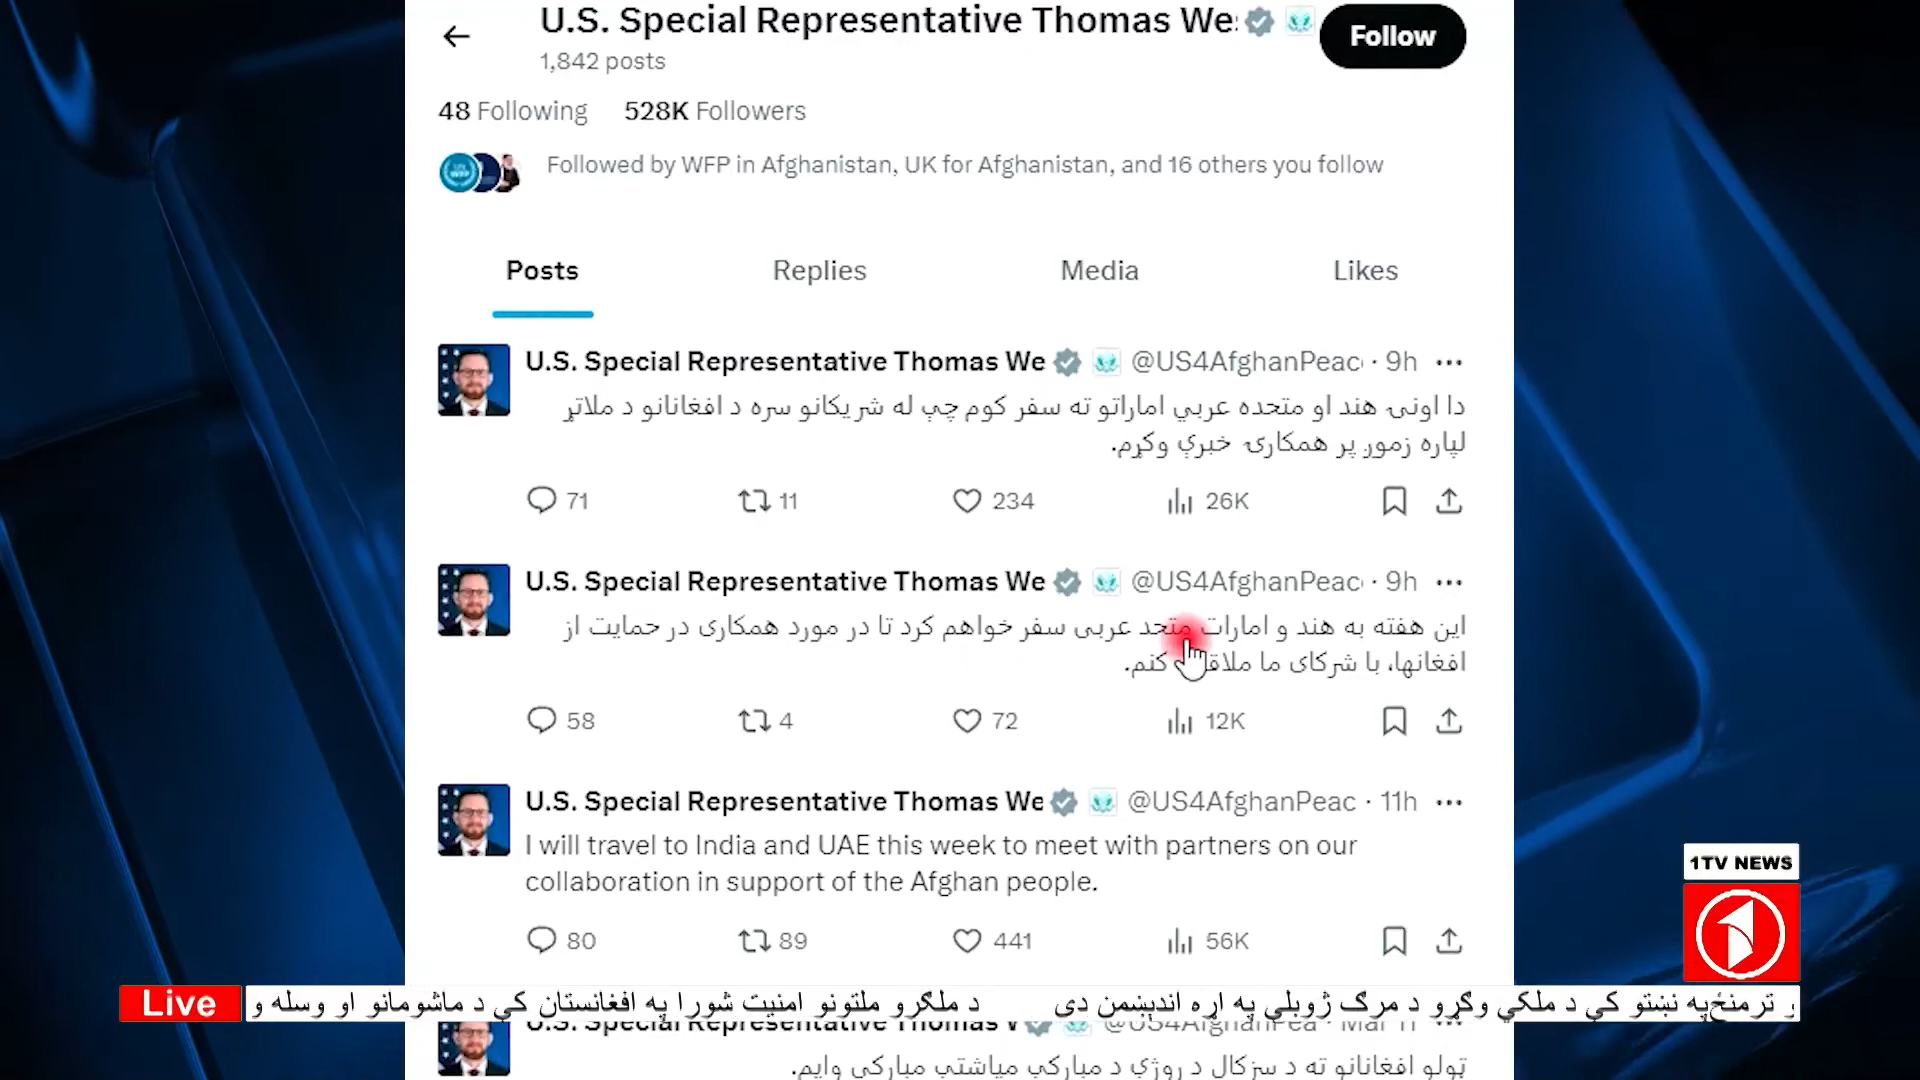 U.S. Special Representative Thomas We
Follow
1,842 posts
48 Following 528K Followers
Followed by WFP in Afghanistan, UK for Afghanistan, and 16 others you follow
Posts Replies Media Likes
U.S. Special Representative Thomas We @US4AfghanPeac · 9h
دا اونۍ هند او متحده عربي اماراتو ته سفر کوم چې له شریکانو سره د افغانانو د ملاتړ
لپاره زموږ پر همکارۍ خبرې وکړم.
71 11 234 26K
U.S. Special Representative Thomas We @US4AfghanPeac · 9h
این هفته به هند و امارات متحد عربی سفر خواهم کرد تا در مورد همکاری در حمایت از
افغانها، با شرکای ما کنم.
58 4 72 12K
U.S. Special Representative Thomas We @US4AfghanPeac · 11h
I will travel to India and UAE this week to meet with partners on our
collaboration in support of the Afghan people.
80 89 441 56K
1TV NEWS
Live
و ترمنځ په نښتو کې د ملکي وګړو د مرګ ژوبلې په اړه اندېښمن دی د ملګرو ملتونو امنیت شورا په افغانستان کې د ماشومانو او وسله و
U.S. Special Representative Thomas @US4AfghanPea · Mar 11
ټولو افغانانو ته د سږکال د روژې د مبارکې میاشتې مبارکي وایم.